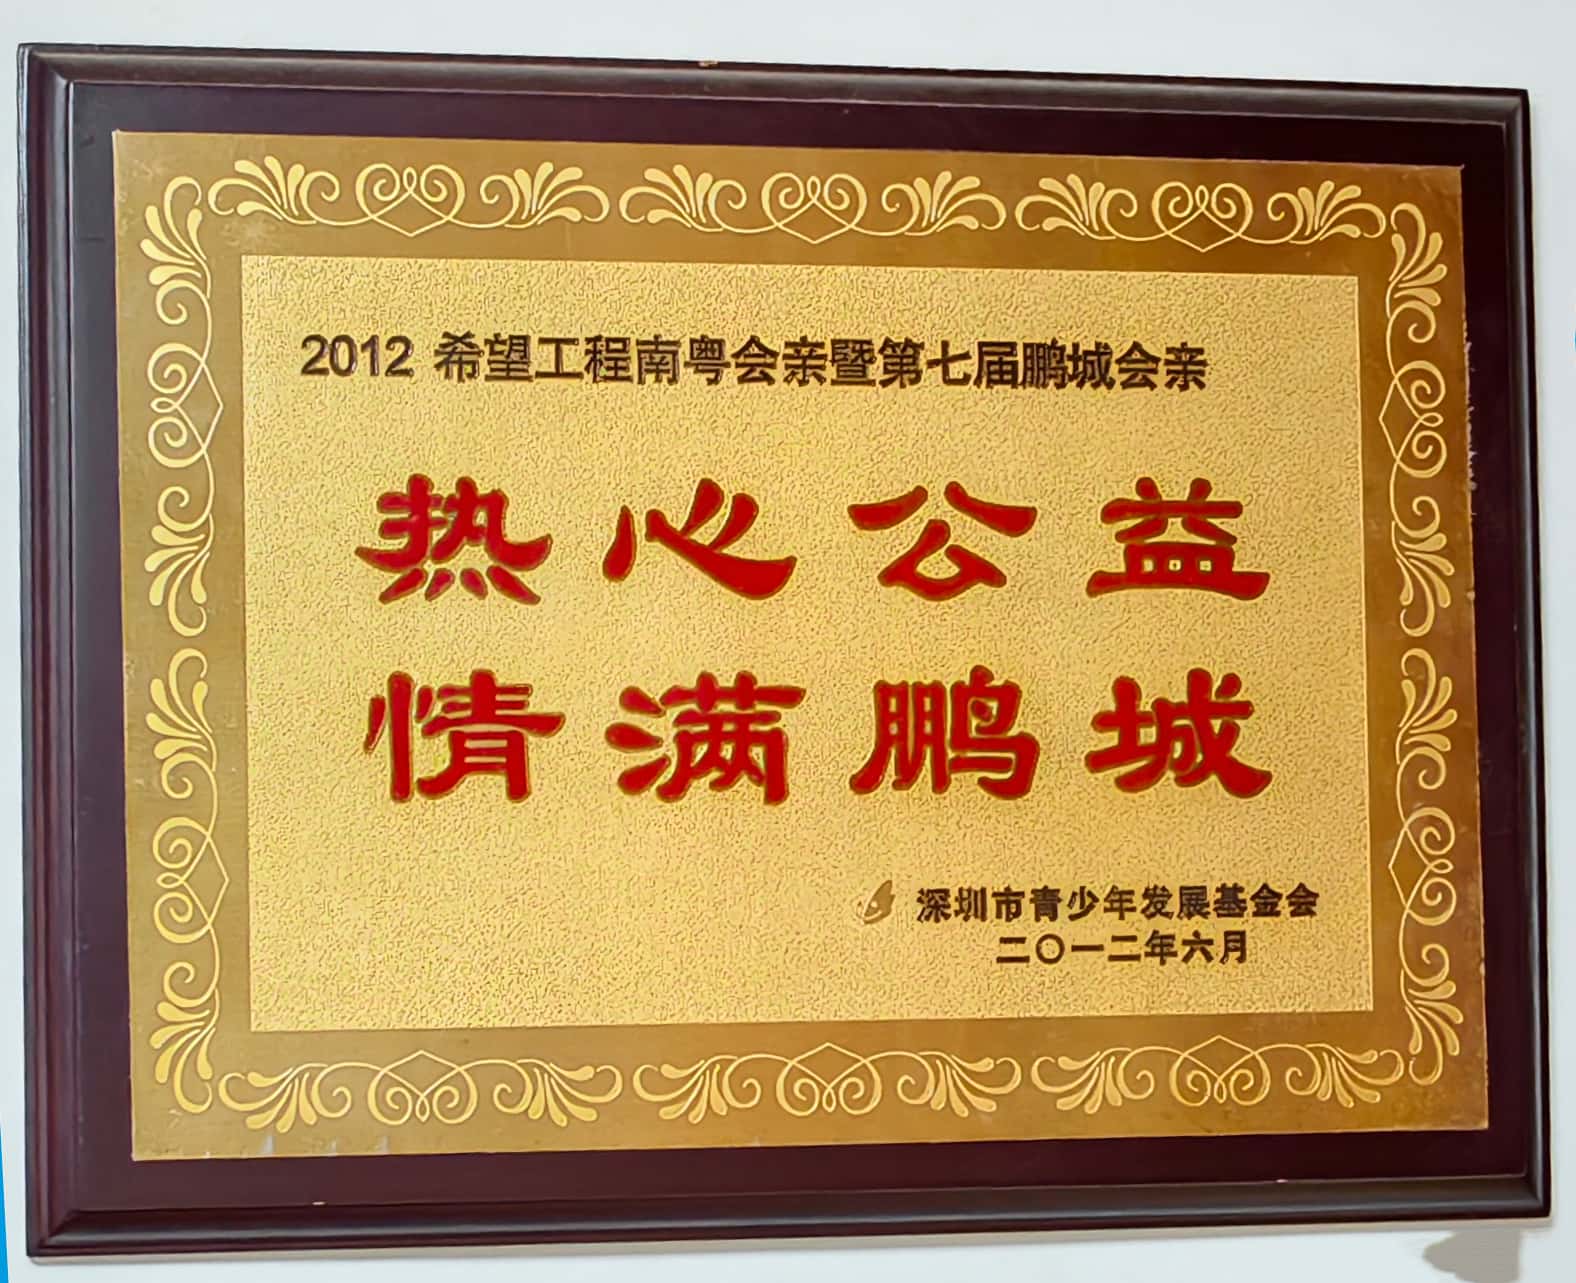 2012 希望工程南粤会亲暨第七届鹏城会亲
热心公益
情满鹏城
深圳市青少年发展基金会
二〇一二年六月